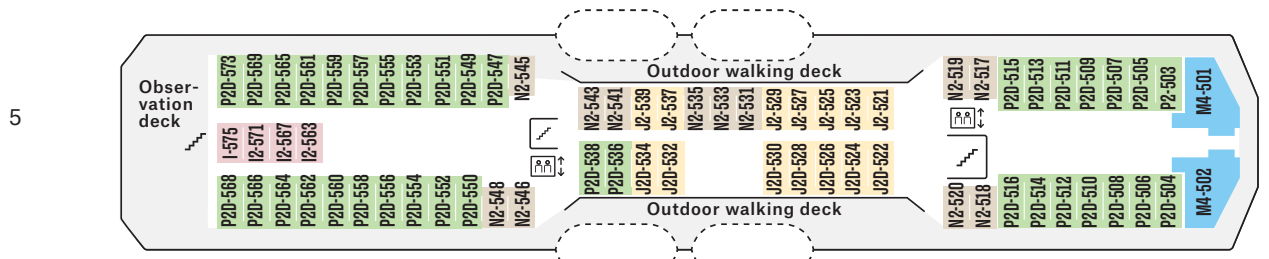 5
Obser-
vation
deck
P2D-573
P2D-569
P2D-565
P2D-561
P2D-559
P2D-557
P2D-555
P2D-553
P2D-551
P2D-549
P2D-547
N2-545
I-575
I2-571
I2-567
I2-563
P2D-568
P2D-566
P2D-564
P2D-562
P2D-560
P2D-558
P2D-556
P2D-554
P2D-552
P2D-550
N2-548
N2-546
Outdoor walking deck
N2-543
N2-541
J2-539
J2-537
N2-535
N2-533
N2-531
J2-529
J2-527
J2-525
J2-523
J2-521
P2D-538
P2D-536
J2D-534
J2D-532
J2D-530
J2D-528
J2D-526
J2D-524
J2D-522
Outdoor walking deck
N2-519
N2-517
P2D-515
P2D-513
P2D-511
P2D-509
P2D-507
P2D-505
P2-503
M4-501
N2-520
N2-518
P2D-516
P2D-514
P2D-512
P2D-510
P2D-508
P2D-506
P2D-504
M4-502